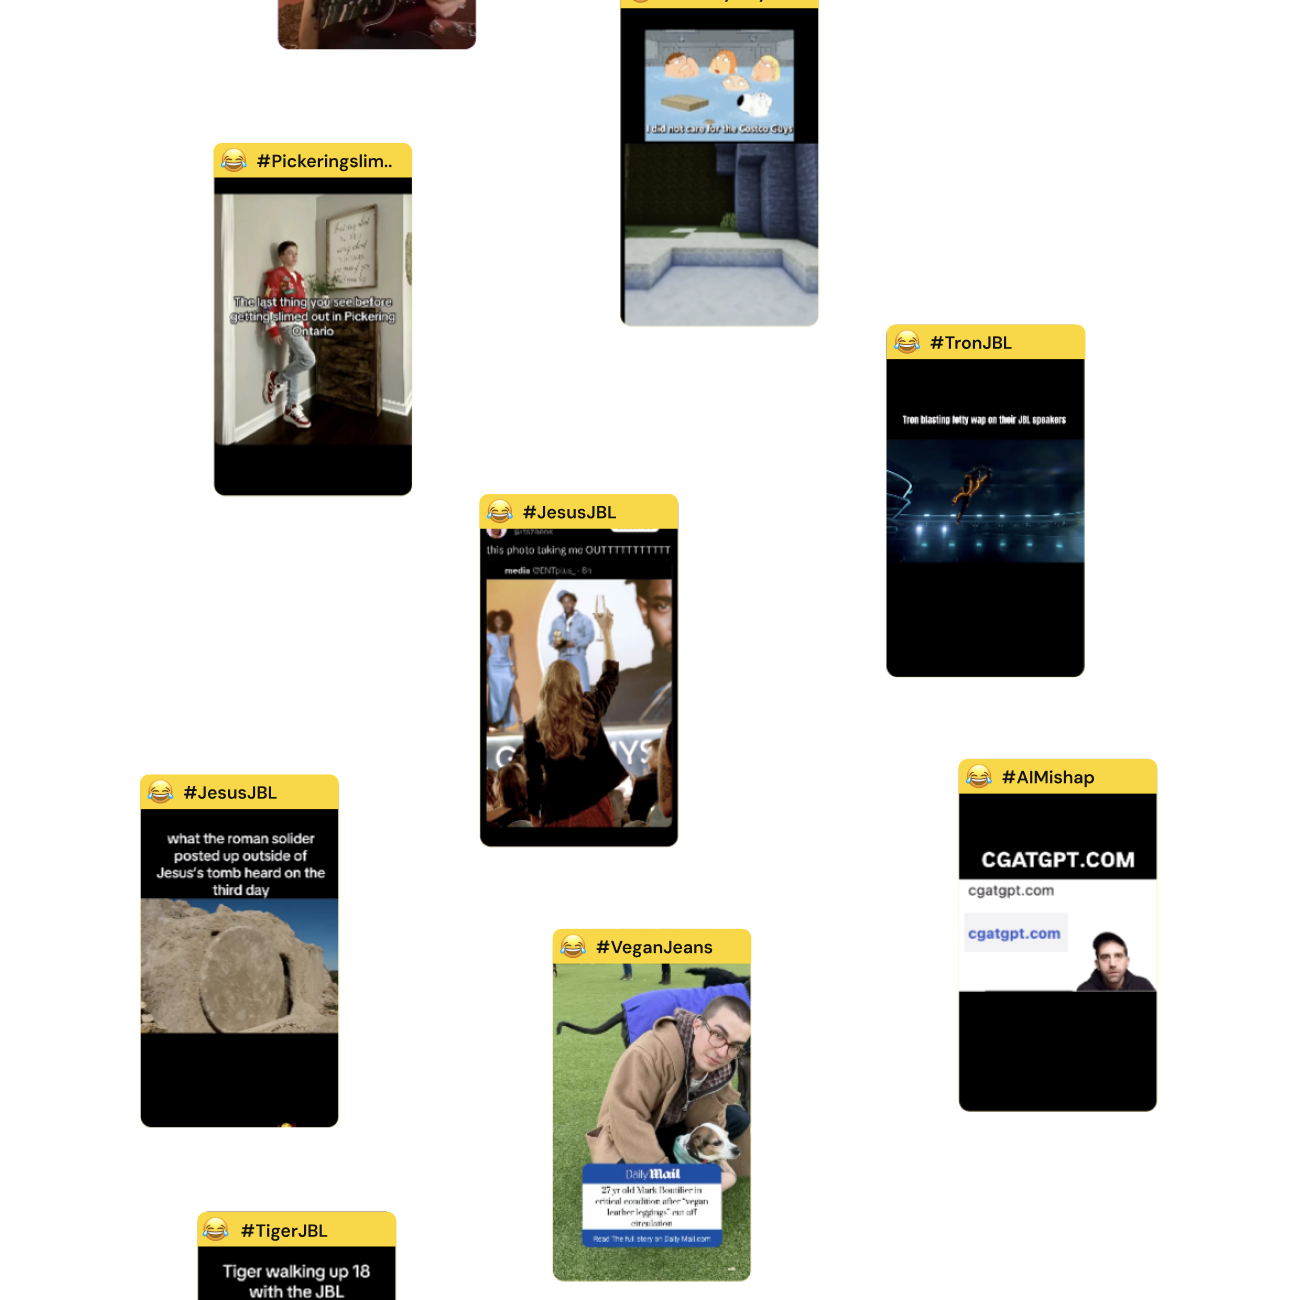 I did not care for the Costco Guys
#Pickeringslim..
The last thing you see before
getting slimed out in Pickering
Ontario
#TronJBL
Tron blasting fetty wap on their JBL speakers
#JesusJBL
this photo taking me OUTTTTTTTTTTT
media @ENTplus_ · 8h
#JesusJBL
what the roman solider
posted up outside of
Jesus's tomb heard on the
third day
#AIMishap
CGATGPT.COM
cgatgpt.com
cgatgpt.com
#VeganJeans
Daily Mail
27 yr old Mark Boutilier in
critical condition after "vegan
leather leggings" cut off
circulation
Read The full story on Daily Mail.com
#TigerJBL
Tiger walking up 18
with the JBL